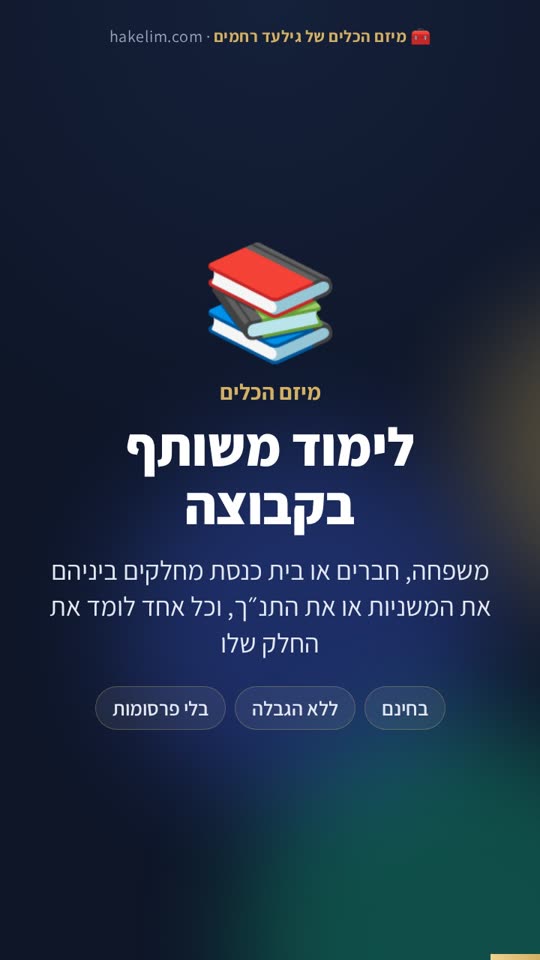 🧰 מיזם הכלים של גילעד רחמים · hakelim.com
מיזם הכלים
לימוד משותף
בקבוצה
משפחה, חברים או בית כנסת מחלקים ביניהם
את המשניות או את התנ״ך, וכל אחד לומד את
החלק שלו
בחינם
ללא הגבלה
בלי פרסומות